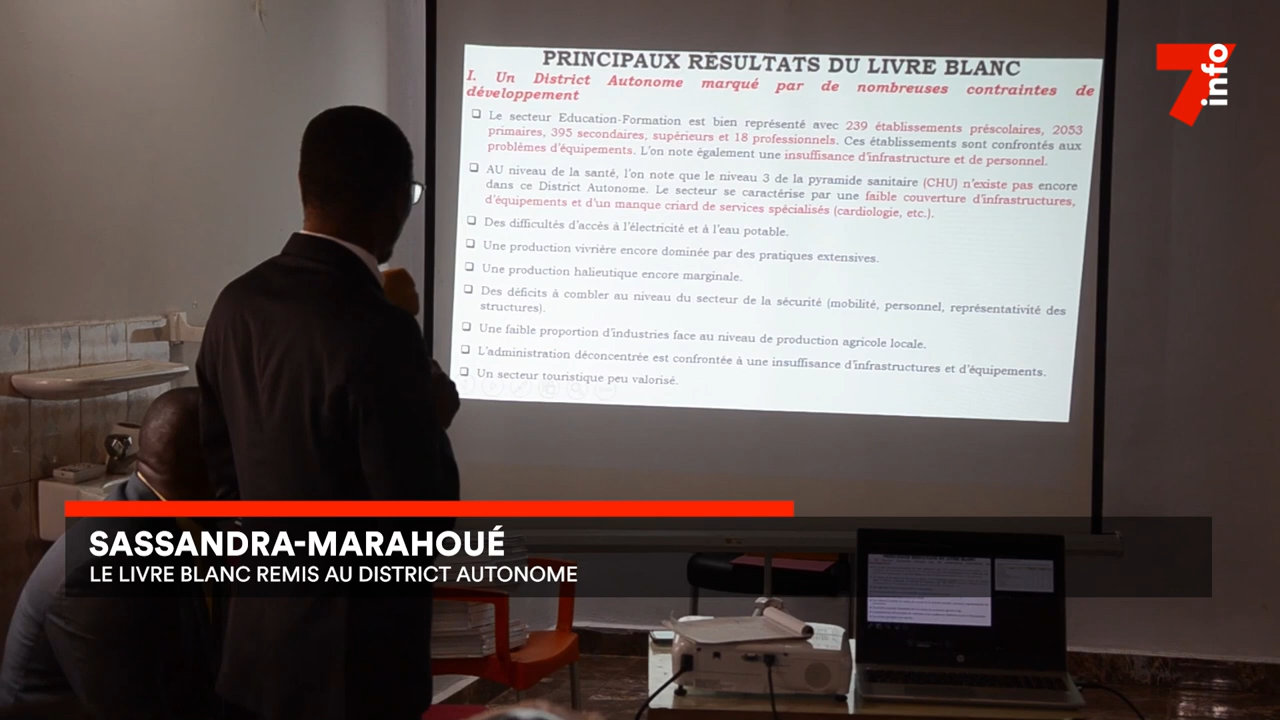 PRINCIPAUX RÉSULTATS DU LIVRE BLANC
I. Un District Autonome marqué par de nombreuses contraintes de
développement
❑ Le secteur Education-Formation est bien représenté avec 239 établissements préscolaires, 2053
primaires, 395 secondaires, supérieurs et 18 professionnels. Ces établissements sont confrontés aux
problèmes d'équipements. L'on note également une insuffisance d'infrastructure et de personnel.
❑ AU niveau de la santé, l'on note que le niveau 3 de la pyramide sanitaire (CHU) n'existe pas encore
dans ce District Autonome. Le secteur se caractérise par une faible couverture d'infrastructures,
d'équipements et d'un manque criard de services spécialisés (cardiologie, etc.).
❑ Des difficultés d'accès à l'électricité et à l'eau potable.
❑ Une production vivrière encore dominée par des pratiques extensives.
❑ Une production halieutique encore marginale.
❑ Des déficits à combler au niveau du secteur de la sécurité (mobilité, personnel, représentativité des
structures).
❑ Une faible proportion d'industries face au niveau de production agricole locale.
❑ L'administration déconcentrée est confrontée à une insuffisance d'infrastructures et d'équipements.
❑ Un secteur touristique peu valorisé.
7info
SASSANDRA-MARAHOUÉ
LE LIVRE BLANC REMIS AU DISTRICT AUTONOME